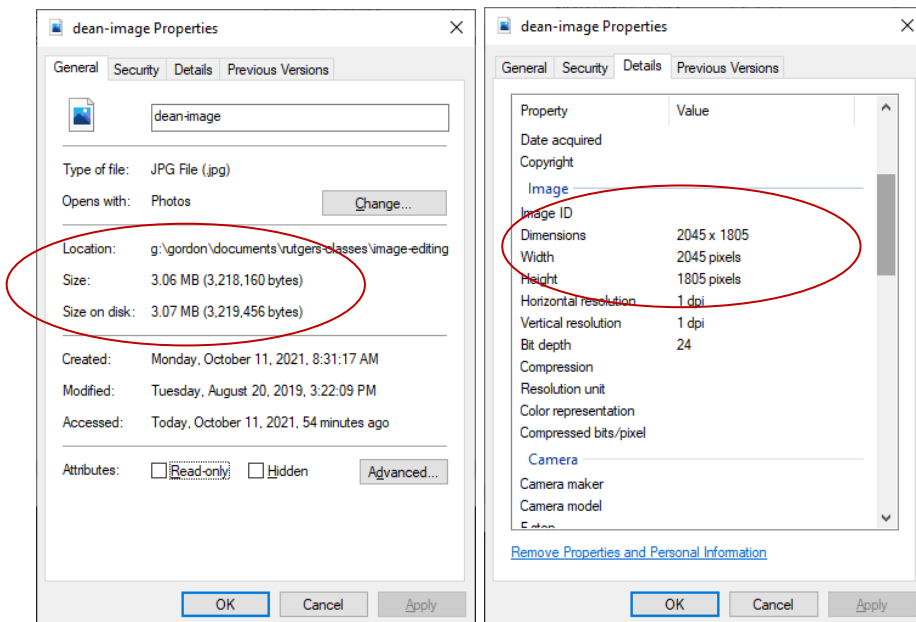 dean-image Properties
General Security Details Previous Versions
dean-image
Type of file: JPG File (.jpg)
Opens with: Photos Change...
Location: g:\gordon\documents\rutgers-classes\image-editing
Size: 3.06 MB (3,218,160 bytes)
Size on disk: 3.07 MB (3,219,456 bytes)
Created: Monday, October 11, 2021, 8:31:17 AM
Modified: Tuesday, August 20, 2019, 3:22:09 PM
Accessed: Today, October 11, 2021, 54 minutes ago
Attributes: Read-only Hidden Advanced...
OK Cancel Apply
dean-image Properties
General Security Details Previous Versions
Property Value
Date acquired
Copyright
Image
Image ID
Dimensions 2045 x 1805
Width 2045 pixels
Height 1805 pixels
Horizontal resolution 1 dpi
Vertical resolution 1 dpi
Bit depth 24
Compression
Resolution unit
Color representation
Compressed bits/pixel
Camera
Camera maker
Camera model
F-stop
Remove Properties and Personal Information
OK Cancel Apply